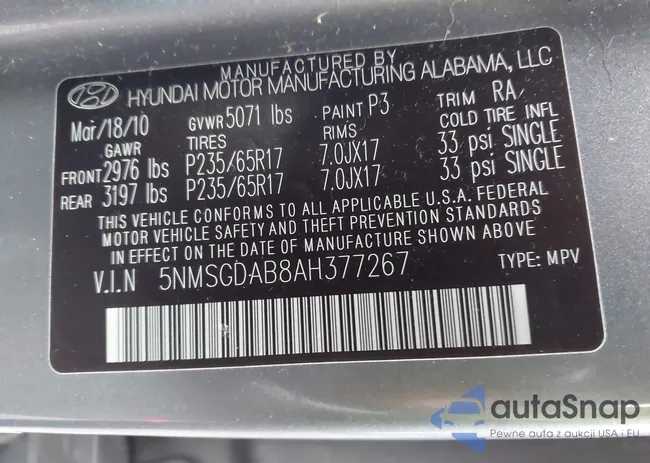 MANUFACTURED BY
HYUNDAI MOTOR MANUFACTURING ALABAMA, LLC
Mar/18/10 GVWR 5071 lbs PAINT P3 TRIM RA
GAWR TIRES RIMS COLD TIRE INFL
FRONT 2976 lbs P235/65R17 7.0JX17 33 psi SINGLE
REAR 3197 lbs P235/65R17 7.0JX17 33 psi SINGLE
THIS VEHICLE CONFORMS TO ALL APPLICABLE U.S.A. FEDERAL
MOTOR VEHICLE SAFETY AND THEFT PREVENTION STANDARDS
IN EFFECT ON THE DATE OF MANUFACTURE SHOWN ABOVE
V.I.N 5NMSGDAB8AH377267 TYPE: MPV
autaSnap
Pewne auta z aukcji USA i EU